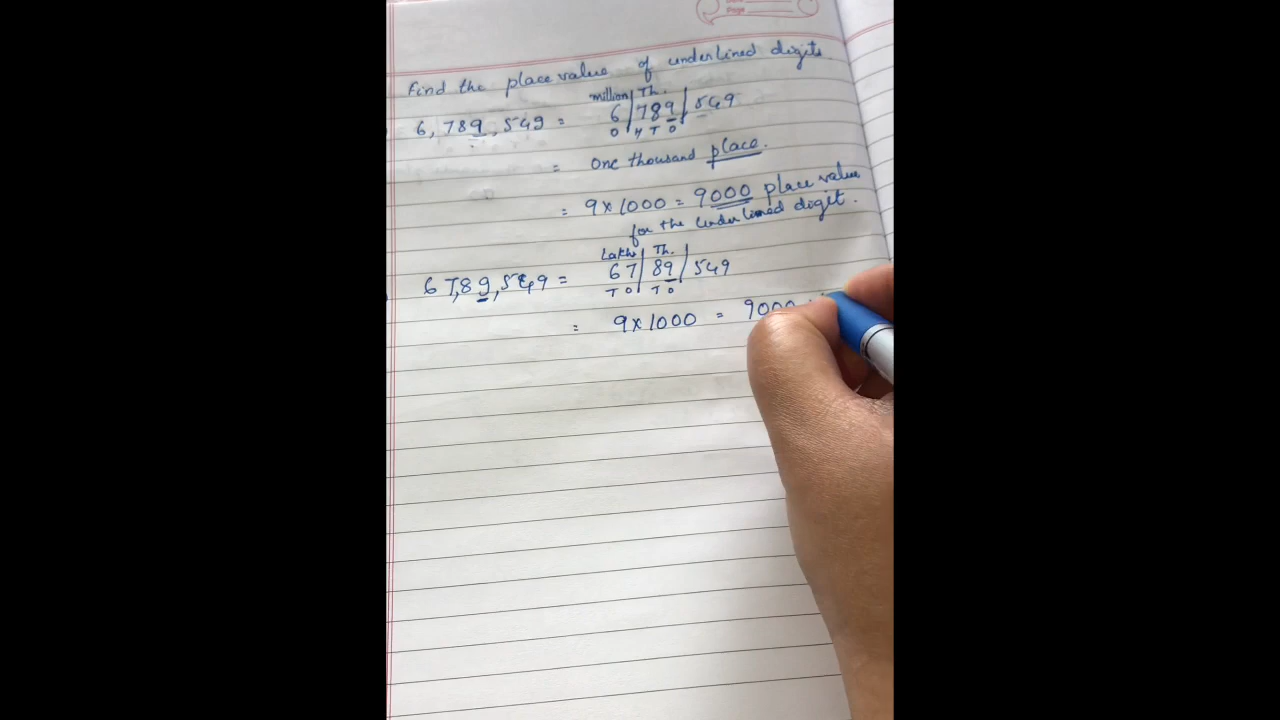 Find the place value of underlined digits.
million Th.
6, 789, 549 = 6 789 549
O H T O
= One thousand place.
= 9×1000 = 9000 place value
for the underlined digit.
Lakhs Th.
67,89,549 = 67 89 549
T O T O
= 9×1000 = 9000